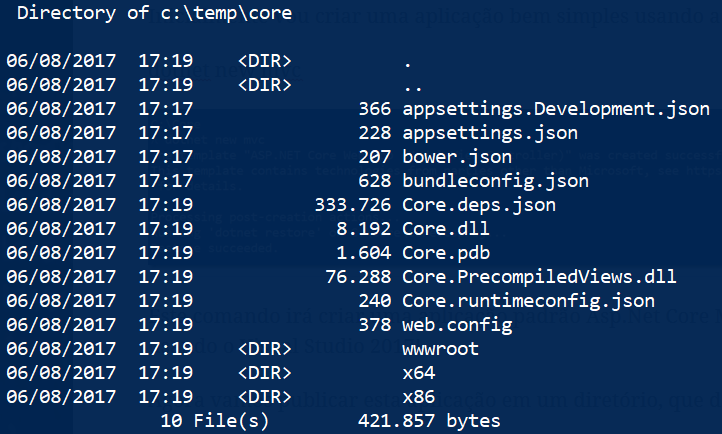 Directory of c:\temp\core
06/08/2017 17:19 <DIR> .
06/08/2017 17:19 <DIR> ..
06/08/2017 17:17 366 appsettings.Development.json
06/08/2017 17:17 228 appsettings.json
06/08/2017 17:17 207 bower.json
06/08/2017 17:17 628 bundleconfig.json
06/08/2017 17:19 333.726 Core.deps.json
06/08/2017 17:19 8.192 Core.dll
06/08/2017 17:19 1.604 Core.pdb
06/08/2017 17:19 76.288 Core.PrecompiledViews.dll
06/08/2017 17:19 240 Core.runtimeconfig.json
06/08/2017 17:19 378 web.config
06/08/2017 17:19 <DIR> wwwroot
06/08/2017 17:19 <DIR> x64
06/08/2017 17:19 <DIR> x86
10 File(s) 421.857 bytes